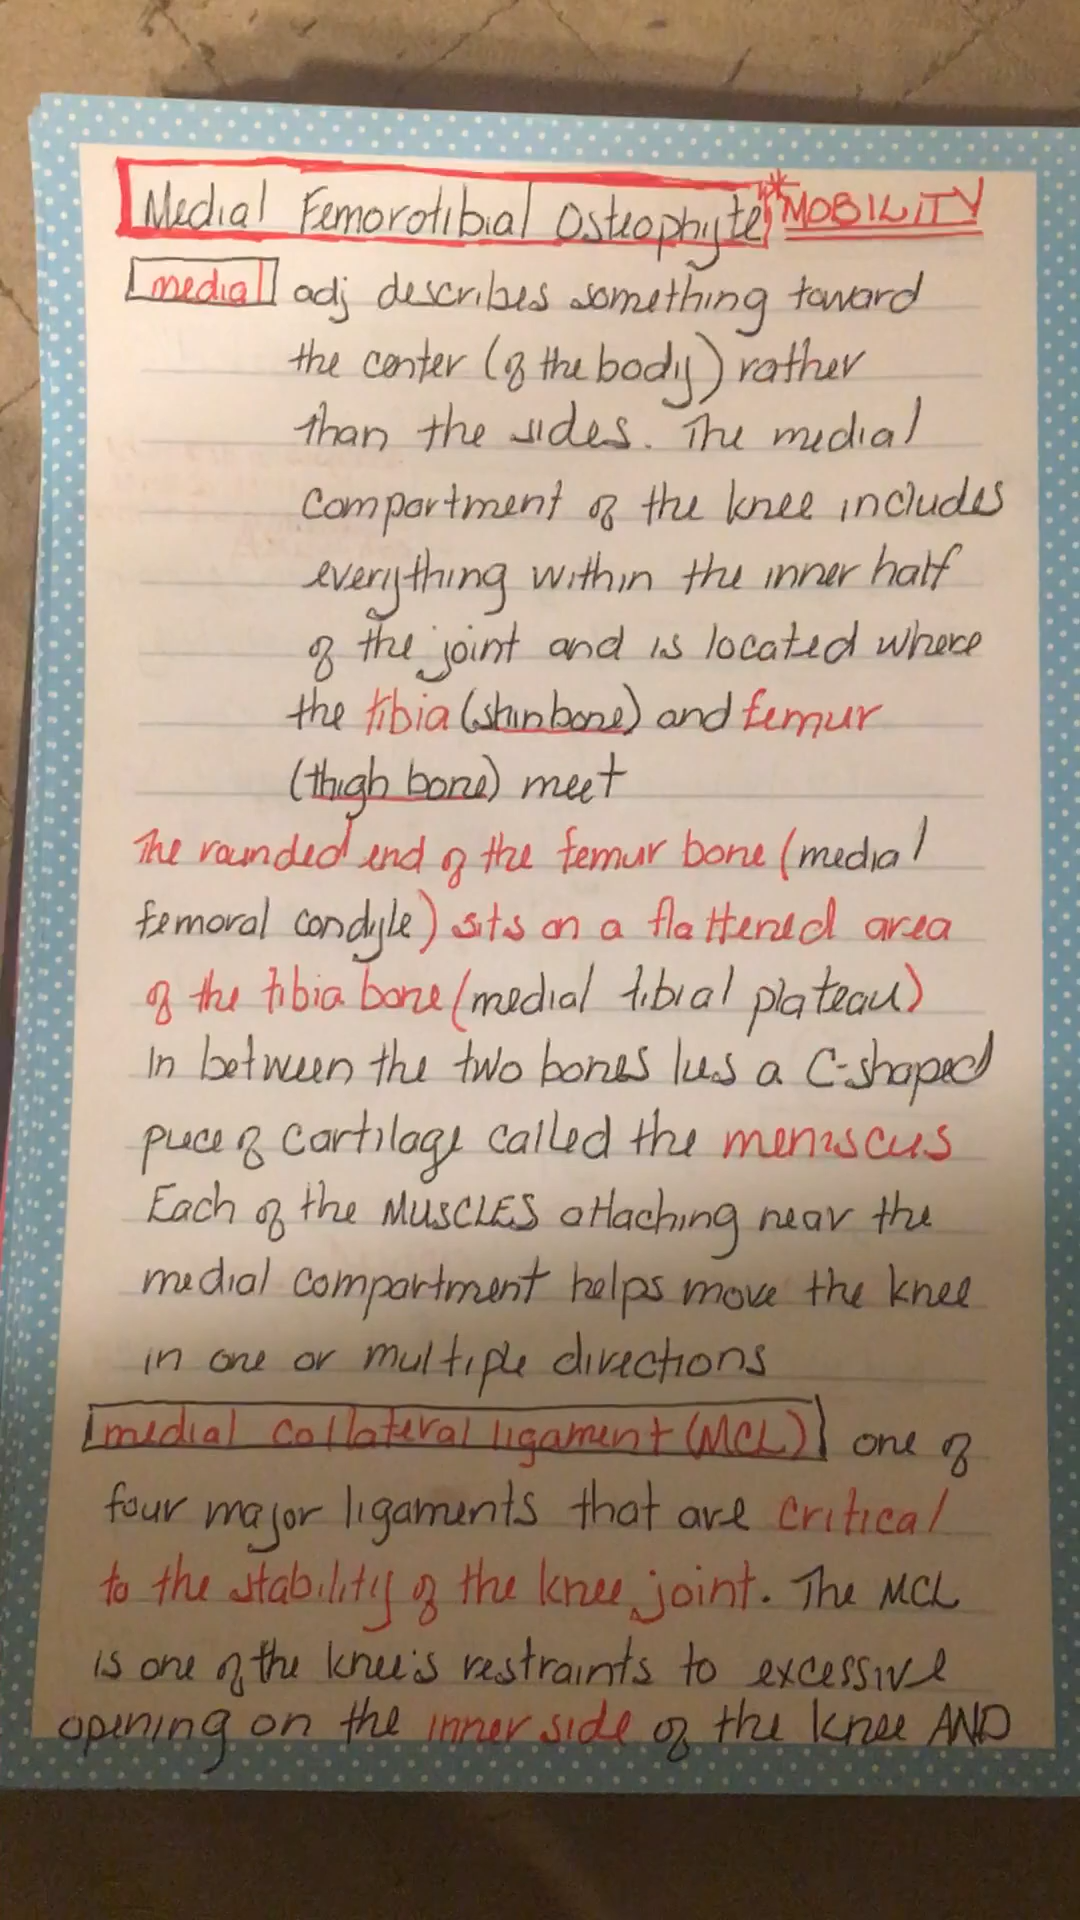 Medial Femorotibial Osteophyte * MOBILITY
medial adj describes something toward
the center (of the body) rather
than the sides. The medial
compartment of the knee includes
everything within the inner half
of the joint and is located where
the tibia (shinbone) and femur
(thigh bone) meet
The rounded end of the femur bone (medial
femoral condyle) sits on a flattened area
of the tibia bone (medial tibial plateau)
In between the two bones lies a C-shaped
piece of cartilage called the meniscus
Each of the MUSCLES attaching near the
medial compartment helps move the knee
in one or multiple directions
medial collateral ligament (MCL) one of
four major ligaments that are critical
to the stability of the knee joint. The MCL
is one of the knee's restraints to excessive
opening on the inner side of the knee AND